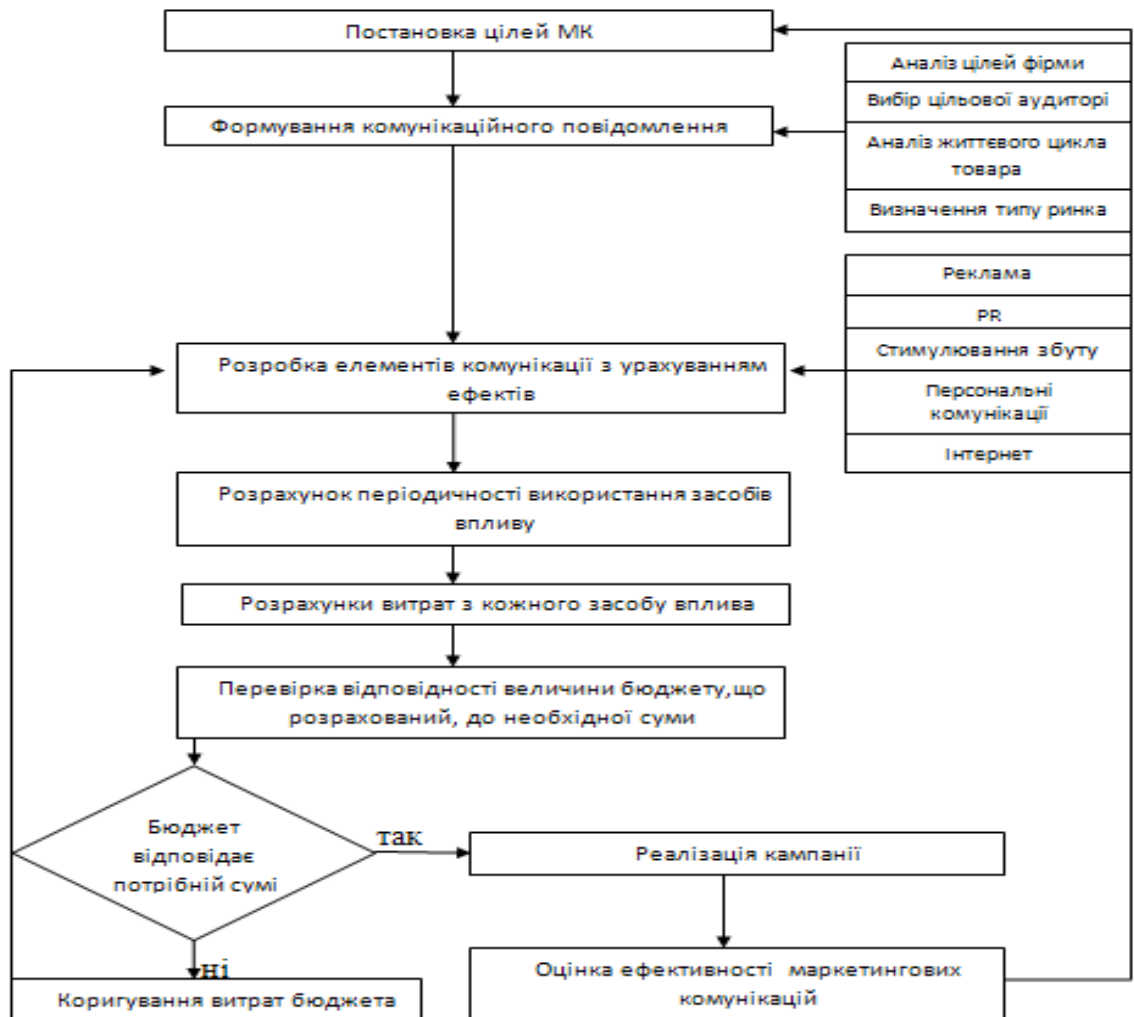 Постановка цілей МК
Аналіз цілей фірми
Вибір цільової аудиторі
Формування комунікаційного повідомлення
Аналіз життєвого цикла
товара
Визначення типу ринка
Реклама
PR
Стимулювання збуту
Персональні
комунікації
Інтернет
Розробка елементів комунікації з урахуванням
ефектів
Розрахунок періодичності використання засобів
впливу
Розрахунки витрат з кожного засобу вплива
Перевірка відповідності величини бюджету,що
розрахований, до необхідної суми
Бюджет
відповідає
потрібній сумі
так
Реалізація кампанії
ні
Коригування витрат бюджета
Оцінка ефективності маркетингових
комунікацій